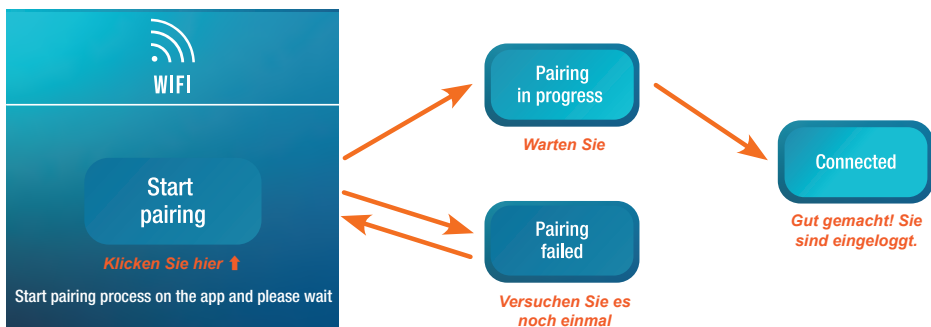 WIFI
Start
pairing
Klicken Sie hier
Start pairing process on the app and please wait
Pairing
in progress
Warten Sie
Pairing
failed
Versuchen Sie es
noch einmal
Connected
Gut gemacht! Sie
sind eingeloggt.